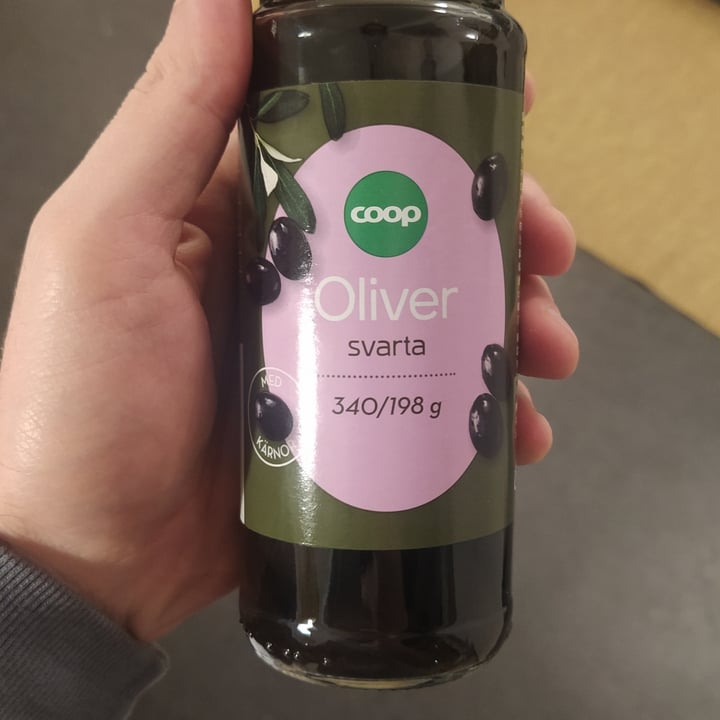 coop
Oliver
svarta
340/198 g
MED
KÄRNOR